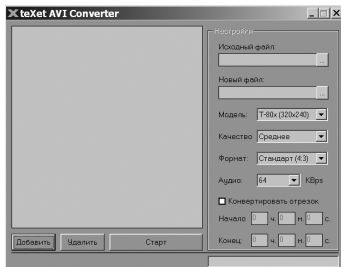 teXet AVI Converter
Настройки
Исходный файл:
...
Новый файл:
...
Модель: T-80x (320x240)
Качество Среднее
Формат: Стандарт (4:3)
Аудио: 64 KBps
Конвертировать отрезок
Начало 0 ч. 0 м. 0 с.
Конец: 0 ч. 0 м. 0 с.
Добавить Удалить Старт